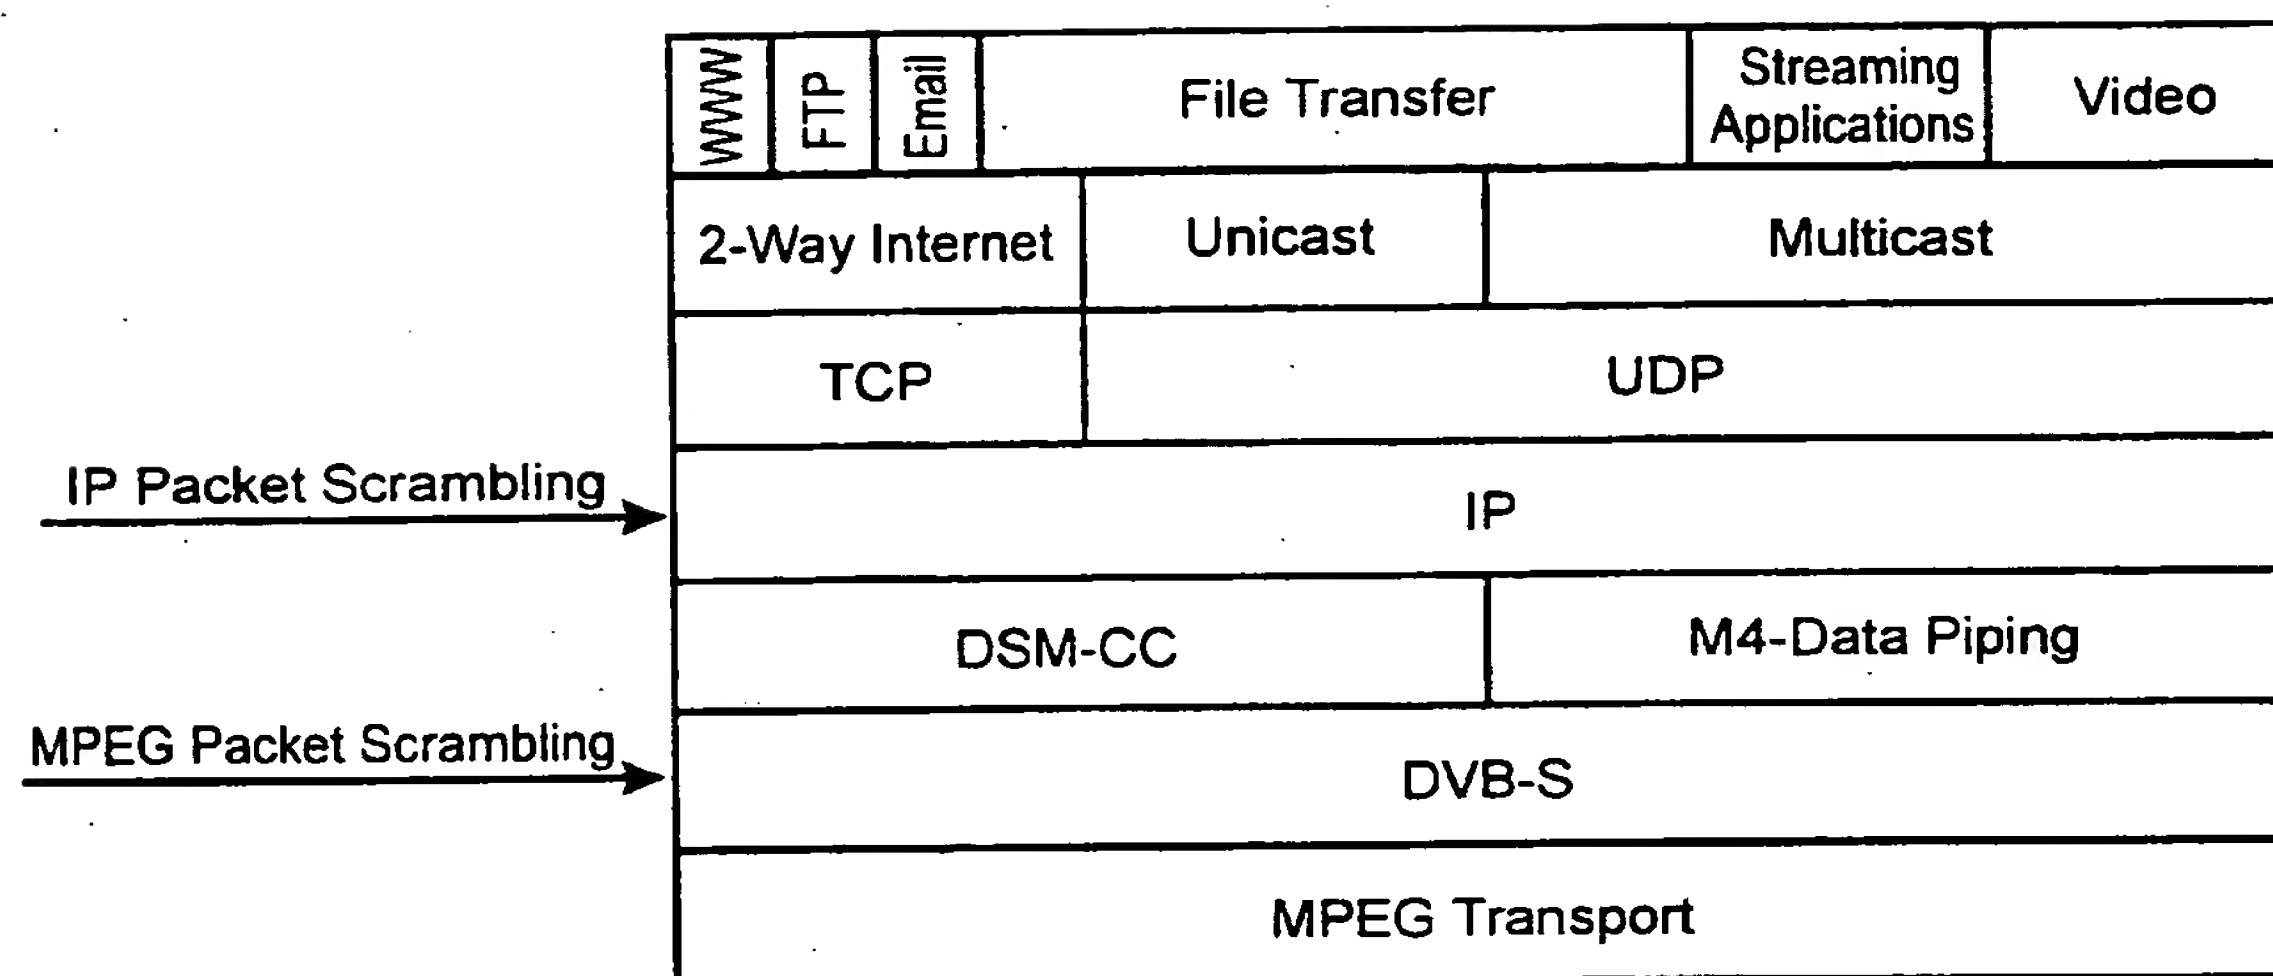 WWW
FTP
Email
File Transfer
Streaming
Applications
Video
2-Way Internet
Unicast
Multicast
TCP
UDP
IP Packet Scrambling
IP
DSM-CC
M4-Data Piping
MPEG Packet Scrambling
DVB-S
MPEG Transport